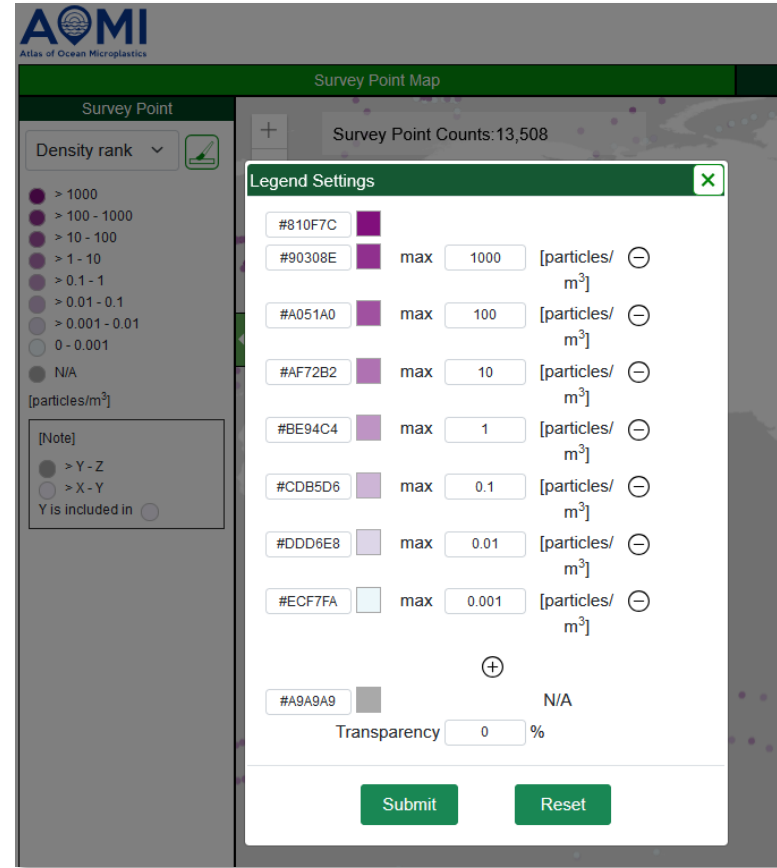 AOMI
Atlas of Ocean Microplastics
Survey Point Map
Survey Point
Density rank
> 1000
> 100 - 1000
> 10 - 100
> 1 - 10
> 0.1 - 1
> 0.01 - 0.1
> 0.001 - 0.01
0 - 0.001
N/A
[particles/m³]
[Note]
> Y - Z
> X - Y
Y is included in
+
Survey Point Counts:13,508
Legend Settings
#810F7C
#90308E max 1000 [particles/
m³]
#A051A0 max 100 [particles/
m³]
#AF72B2 max 10 [particles/
m³]
#BE94C4 max 1 [particles/
m³]
#CDB5D6 max 0.1 [particles/
m³]
#DDD6E8 max 0.01 [particles/
m³]
#ECF7FA max 0.001 [particles/
m³]
#A9A9A9 N/A
Transparency 0 %
Submit Reset